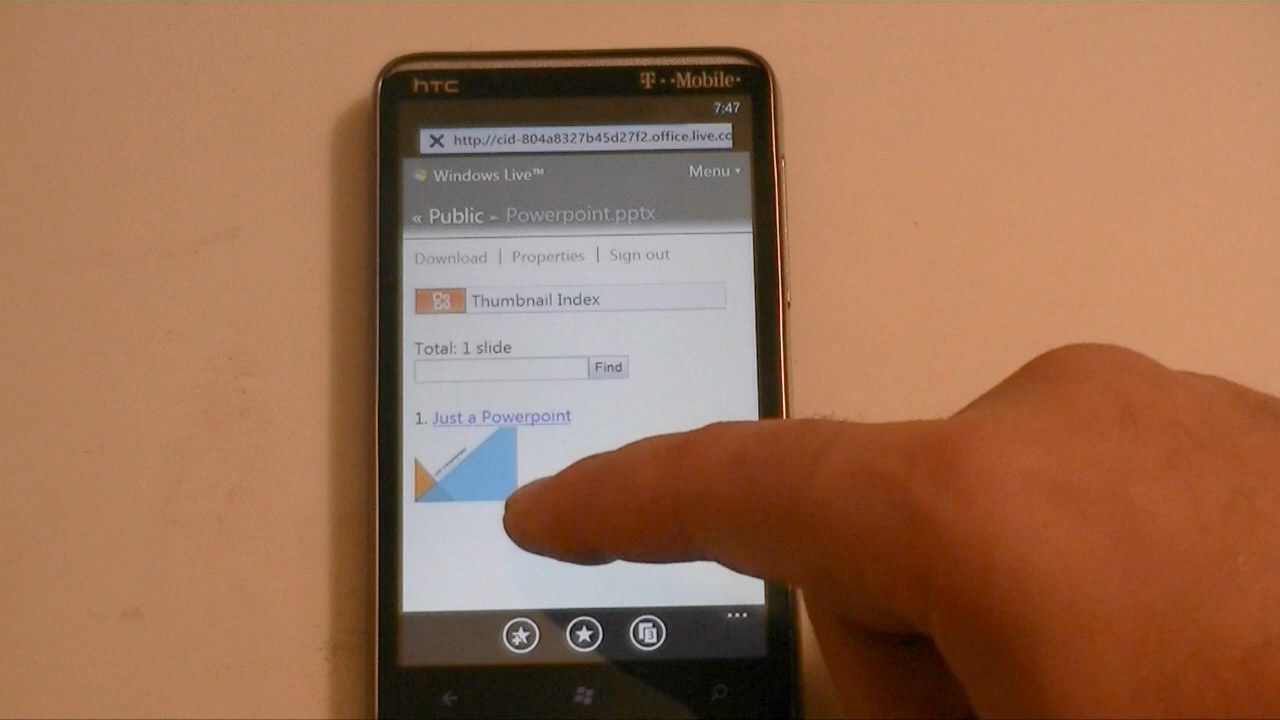 hTC T··Mobile·
7:47
http://cid-804a8327b45d27f2.office.live.co
Windows Live™ Menu
« Public ▸ Powerpoint.pptx
Download | Properties | Sign out
Thumbnail Index
Total: 1 slide
Find
1. Just a Powerpoint
3